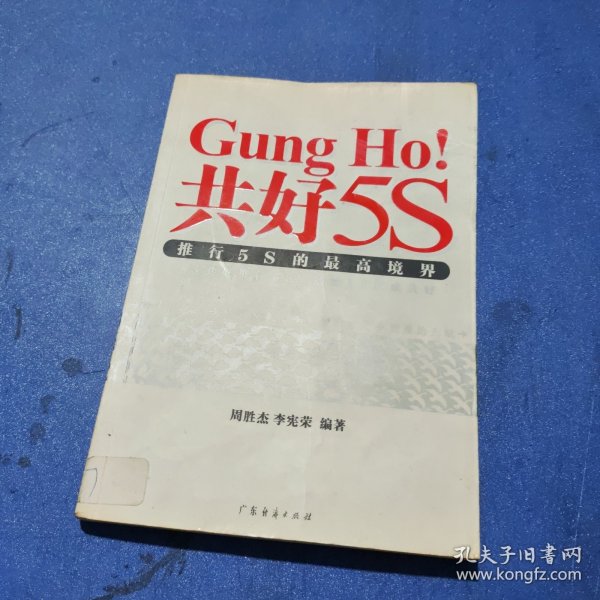 Gung Ho!
共好5S
推行5S的最高境界
周胜杰 李宪荣 编著
广东经济出版社
孔夫子旧书网
www.kongfz.com